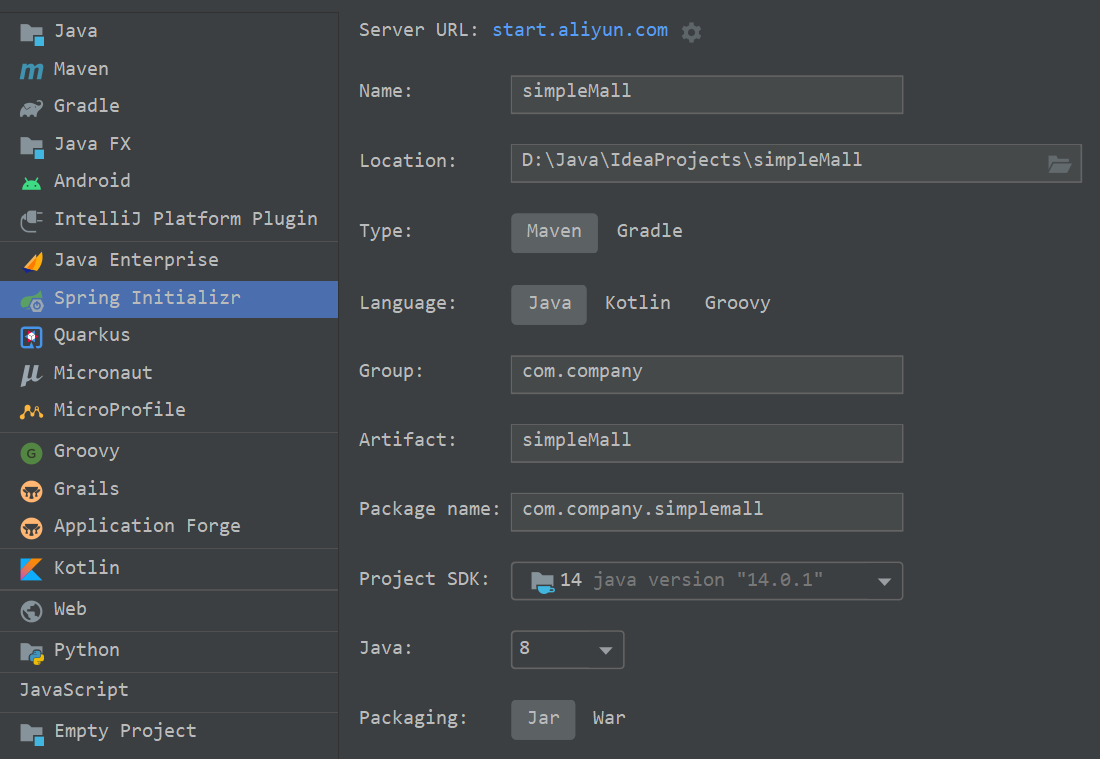 Java
Maven
Gradle
Java FX
Android
IntelliJ Platform Plugin
Java Enterprise
Spring Initializr
Quarkus
Micronaut
MicroProfile
Groovy
Grails
Application Forge
Kotlin
Web
Python
JavaScript
Empty Project
Server URL: start.aliyun.com
Name: simpleMall
Location: D:\Java\IdeaProjects\simpleMall
Type: Maven Gradle
Language: Java Kotlin Groovy
Group: com.company
Artifact: simpleMall
Package name: com.company.simplemall
Project SDK: 14 java version "14.0.1"
Java: 8
Packaging: Jar War